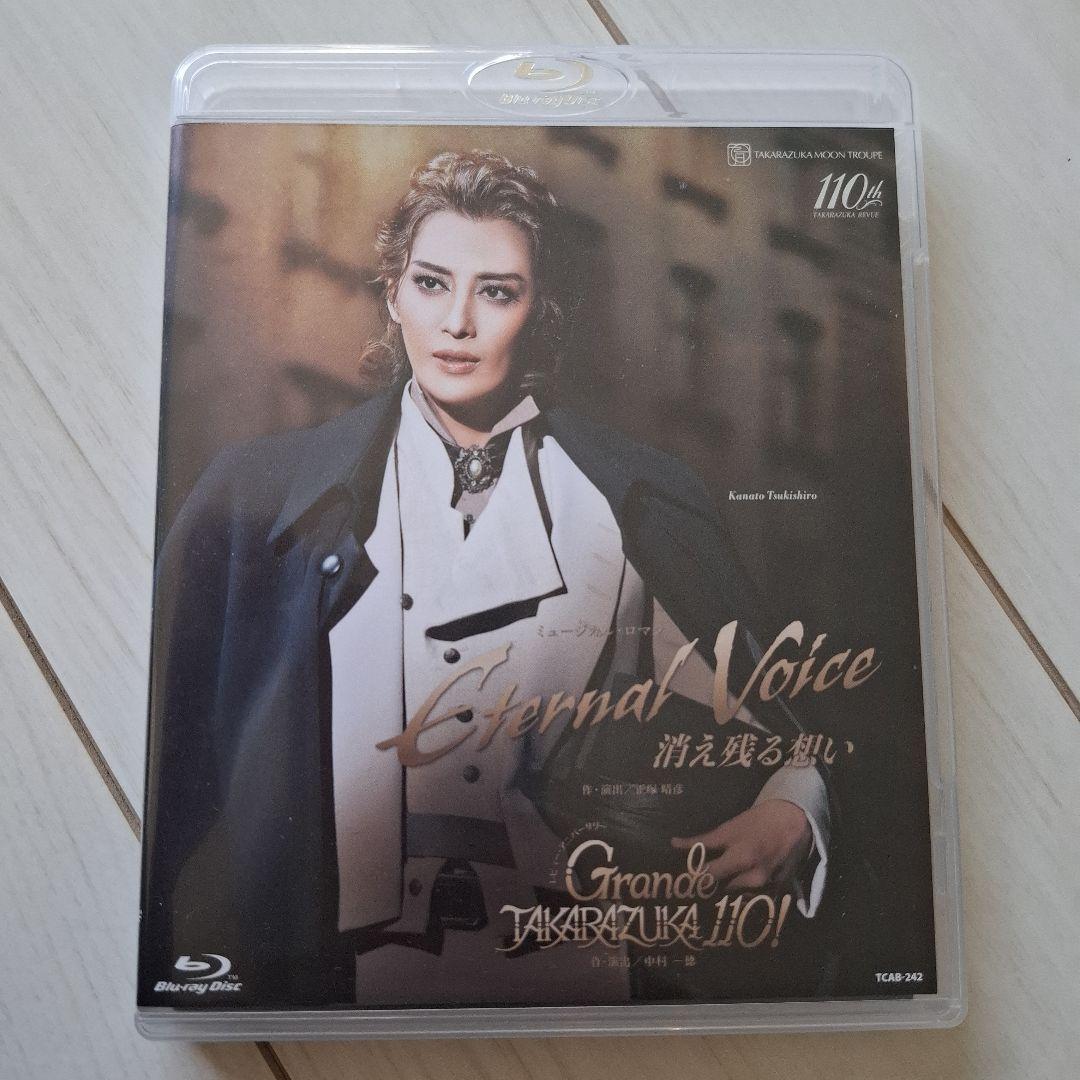 Blu-ray Disc
TAKARAZUKA MOON TROUPE
110th
TAKARAZUKA REVUE
Kanato Tsukishiro
ミュージカル・ロマン
Eternal Voice
消え残る想い
作・演出／正塚 晴彦
レビュー・アニバーサリー
Grande
TAKARAZUKA 110!
作・演出／中村 一徳
Blu-ray Disc
TCAB-242